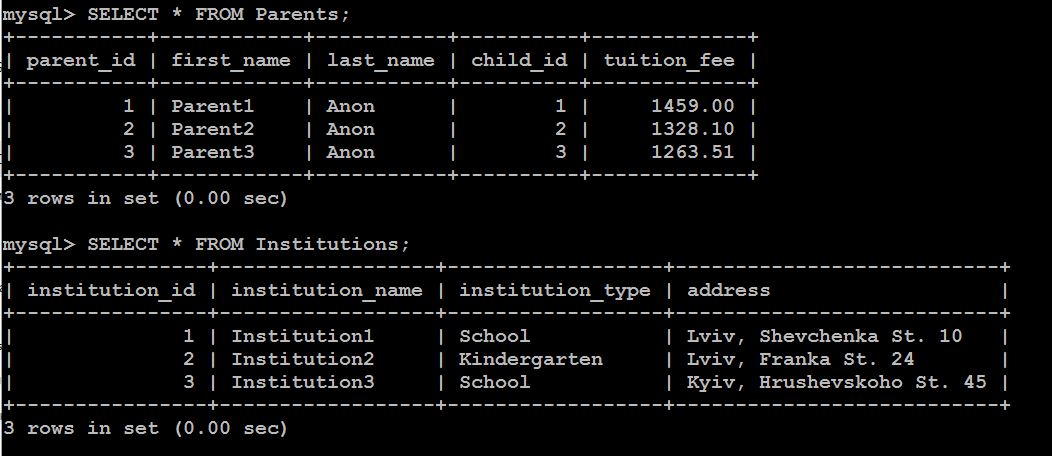 mysql> SELECT * FROM Parents;
+-----------+------------+-----------+----------+-------------+
| parent_id | first_name | last_name | child_id | tuition_fee |
+-----------+------------+-----------+----------+-------------+
|         1 | Parent1    | Anon      |        1 |     1459.00 |
|         2 | Parent2    | Anon      |        2 |     1328.10 |
|         3 | Parent3    | Anon      |        3 |     1263.51 |
+-----------+------------+-----------+----------+-------------+
3 rows in set (0.00 sec)

mysql> SELECT * FROM Institutions;
+----------------+------------------+------------------+---------------------------+
| institution_id | institution_name | institution_type | address                   |
+----------------+------------------+------------------+---------------------------+
|              1 | Institution1     | School           | Lviv, Shevchenka St. 10   |
|              2 | Institution2     | Kindergarten     | Lviv, Franka St. 24       |
|              3 | Institution3     | School           | Kyiv, Hrushevskoho St. 45 |
+----------------+------------------+------------------+---------------------------+
3 rows in set (0.00 sec)